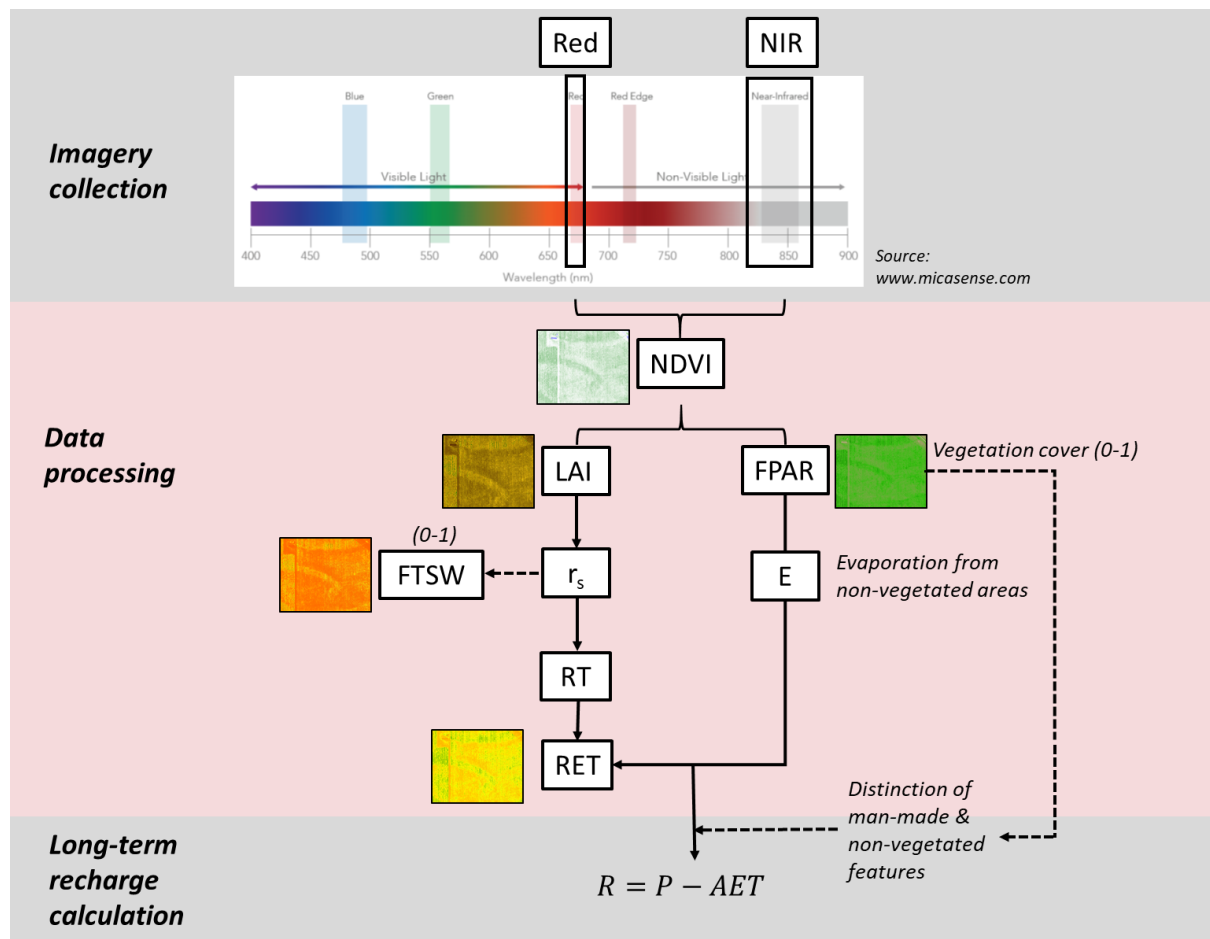 Red
NIR
Blue
Green
Red
Red Edge
Near-Infrared
Imagery
collection
Visible Light
Non-Visible Light
400
450
500
550
600
650
700
750
800
850
900
Wavelength (nm)
Source:
www.micasense.com
NDVI
Data
processing
LAI
FPAR
Vegetation cover (0-1)
(0-1)
FTSW
rs
E
Evaporation from
non-vegetated areas
RT
RET
Distinction of
man-made &
non-vegetated
features
Long-term
recharge
calculation
R = P − AET